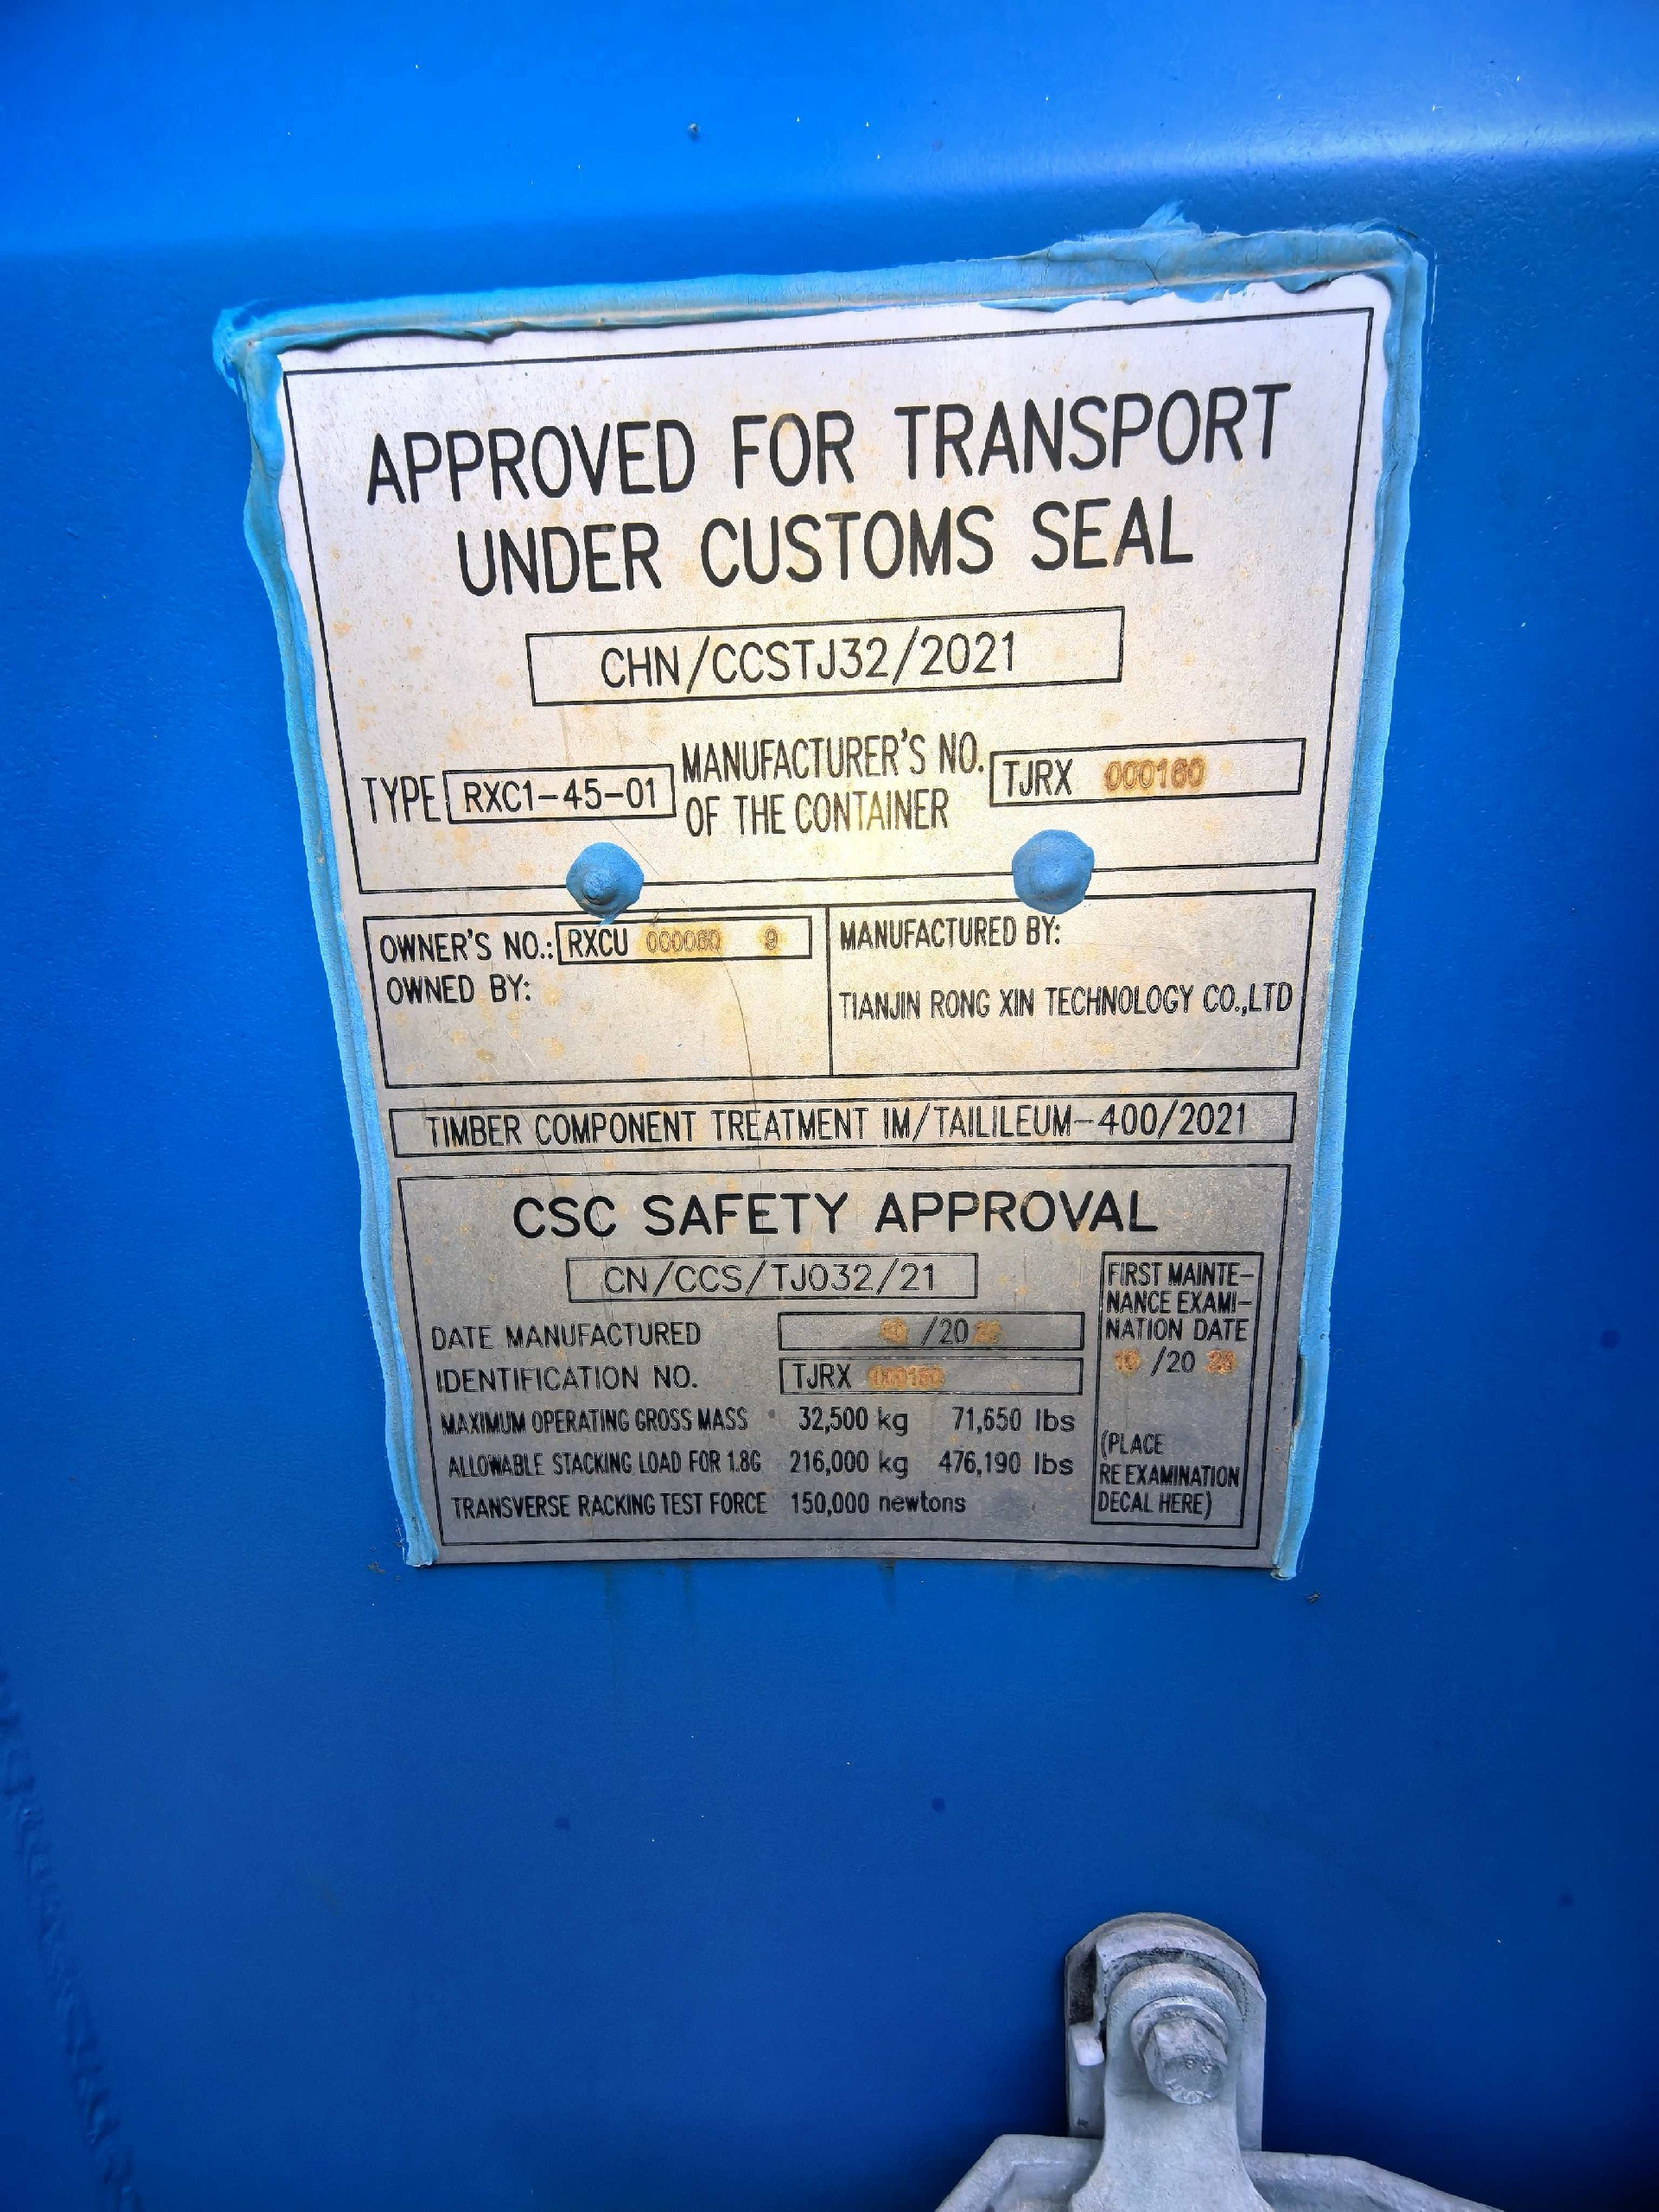 APPROVED FOR TRANSPORT
UNDER CUSTOMS SEAL
CHN/CCSTJ32/2021
TYPE RXC1-45-01 MANUFACTURER'S NO. OF THE CONTAINER TJRX 000160
OWNER'S NO.: RXCU 9
OWNED BY:
MANUFACTURED BY:
TIANJIN RONG XIN TECHNOLOGY CO.,LTD
TIMBER COMPONENT TREATMENT IM/TAILILEUM-400/2021
CSC SAFETY APPROVAL
CN/CCS/TJ032/21
DATE MANUFACTURED /20
IDENTIFICATION NO. TJRX 000160
MAXIMUM OPERATING GROSS MASS 32,500 kg 71,650 lbs
ALLOWABLE STACKING LOAD FOR 1.8G 216,000 kg 476,190 lbs
TRANSVERSE RACKING TEST FORCE 150,000 newtons
FIRST MAINTE-
NANCE EXAMI-
NATION DATE
/20
(PLACE
REEXAMINATION
DECAL HERE)